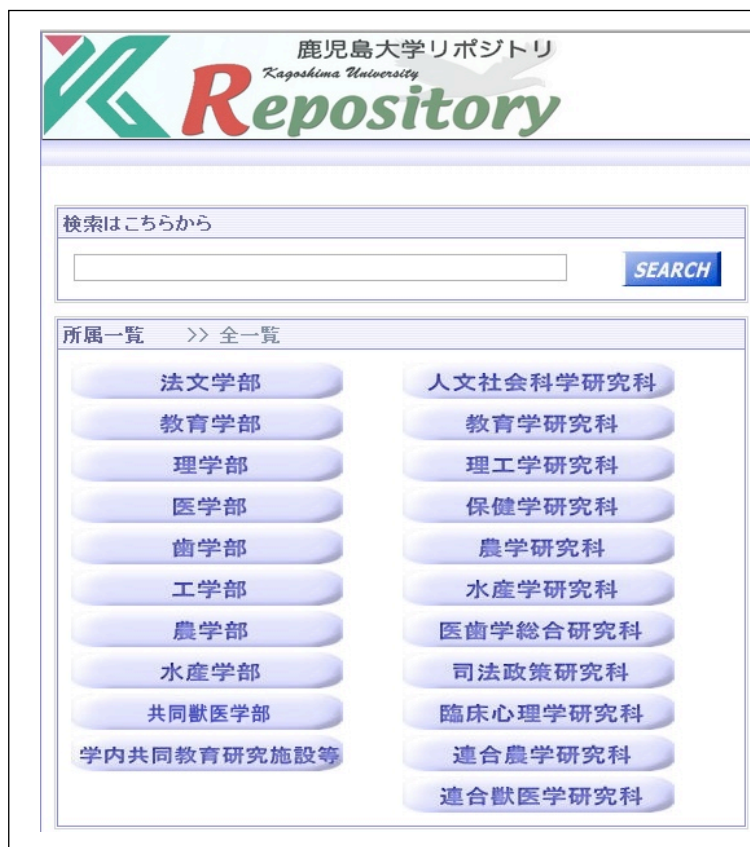 鹿児島大学リポジトリ
Kagoshima University
Repository
検索はこちらから
SEARCH
所属一覧 >> 全一覧
法文学部 人文社会科学研究科
教育学部 教育学研究科
理学部 理工学研究科
医学部 保健学研究科
歯学部 農学研究科
工学部 水産学研究科
農学部 医歯学総合研究科
水産学部 司法政策研究科
共同獣医学部 臨床心理学研究科
学内共同教育研究施設等 連合農学研究科
連合獣医学研究科